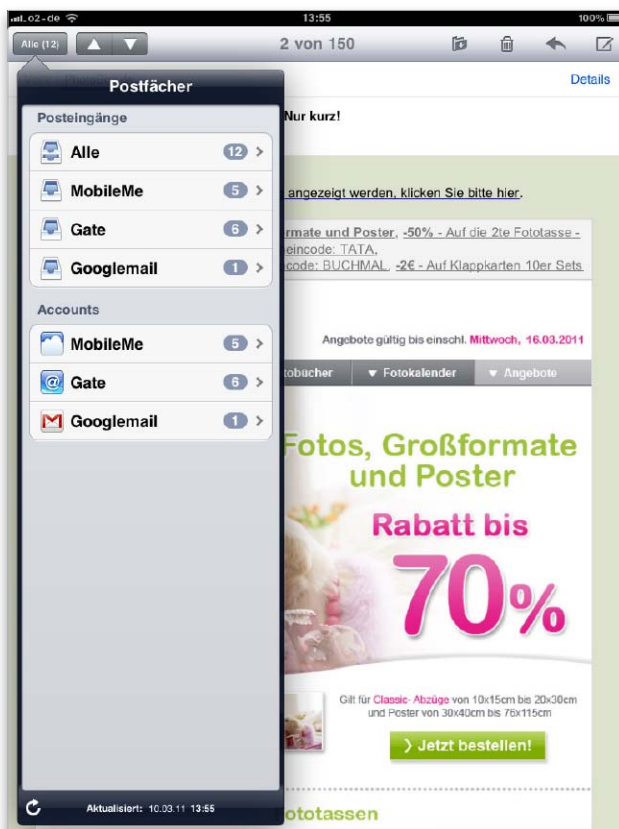 o2-de
13:55
100%
Alle (12)
2 von 150
Postfächer
Details
Posteingänge
Nur kurz!
Alle 12
MobileMe 5
angezeigt werden, klicken Sie bitte hier.
Gate 6
rmate und Poster, -50% - Auf die 2te Fototasse -
eincode: TATA,
Googlemail 1
code: BUCHMAL, -2€ - Auf Klappkarten 10er Sets
Accounts
MobileMe 5
Angebote gültig bis einschl. Mittwoch, 16.03.2011
Gate 6
tobücher
Fotokalender
Angebote
Googlemail 1
Fotos, Großformate
und Poster
Rabatt bis
70%
Gilt für Classic- Abzüge von 10x15cm bis 20x30cm
und Poster von 30x40cm bis 76x115cm
Jetzt bestellen!
Aktualisiert: 10.03.11 13:55
ototassen